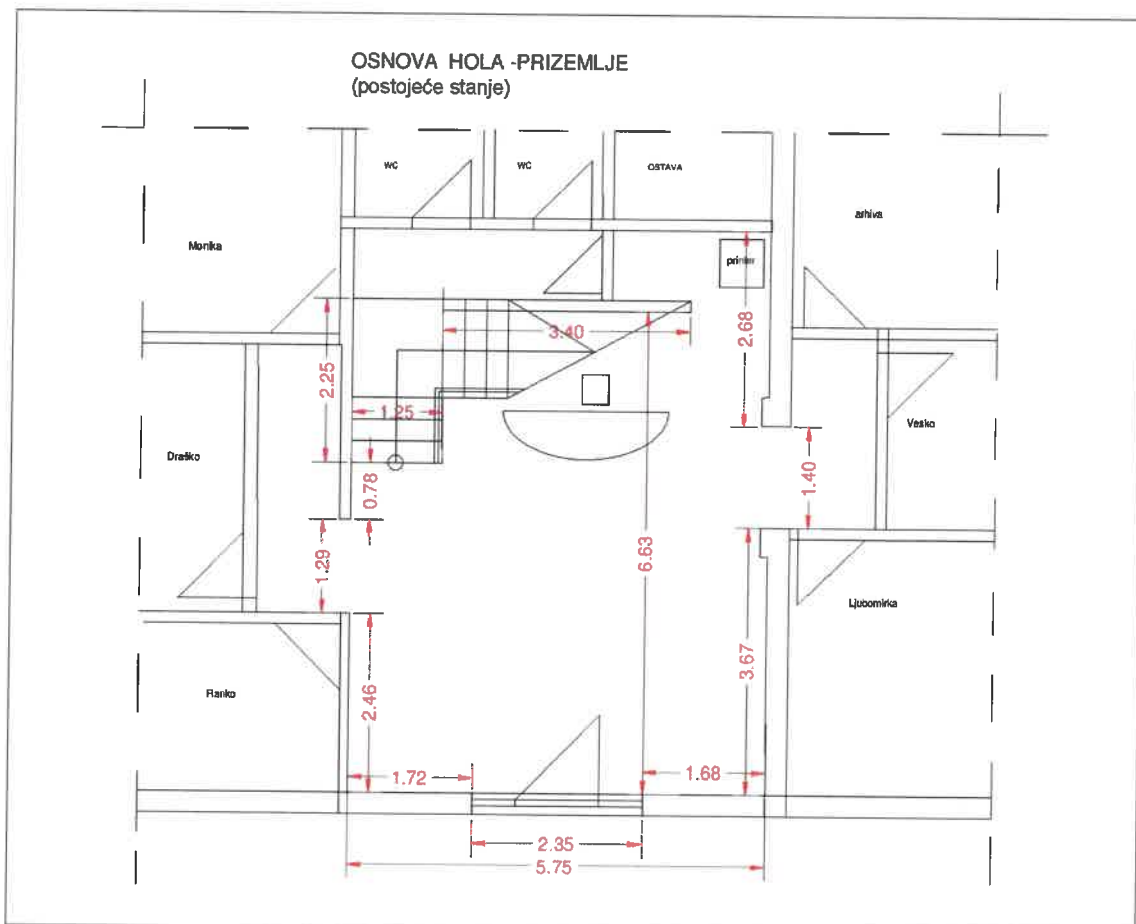 OSNOVA HOLA -PRIZEMLJE
(postojeće stanje)
WC
WC
OSTAVA
arhiva
Monika
printer
3.40
2.68
2.25
1.25
Vesko
Draško
0.78
1.40
1.29
6.63
Ljubomirka
3.67
Ranko
2.46
1.72
1.68
2.35
5.75